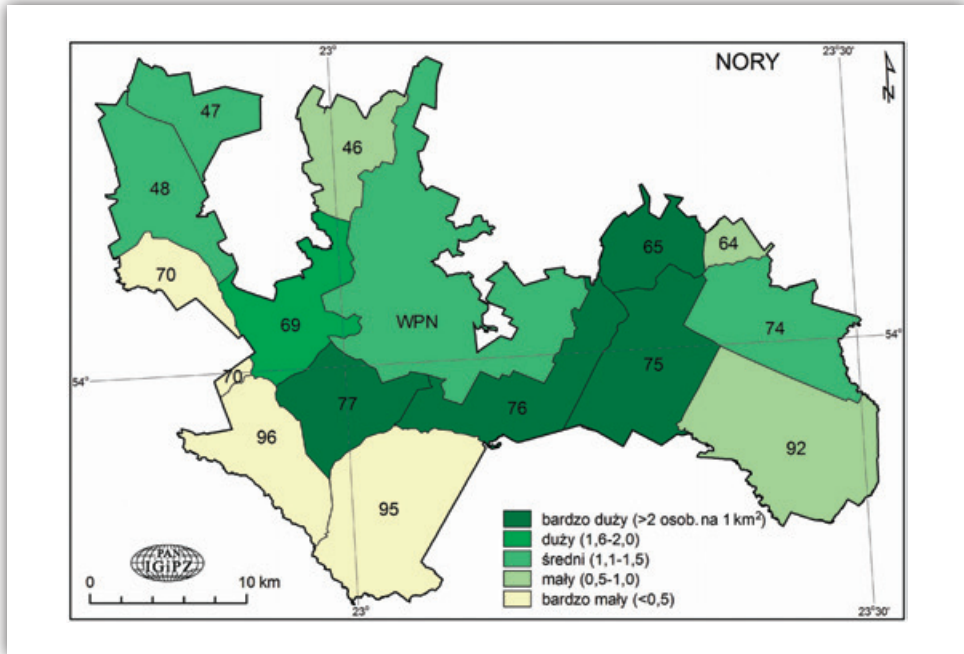 23°
23°30'
NORY
N
47
46
48
65
64
70
WPN
69
74
54°
75
54°
70
77
76
96
92
95
bardzo duży (>2 osob. na 1 km²)
duży (1,6-2,0)
średni (1,1-1,5)
mały (0,5-1,0)
bardzo mały (<0,5)
PAN
IGiPZ
0 10 km
23°
23°30'